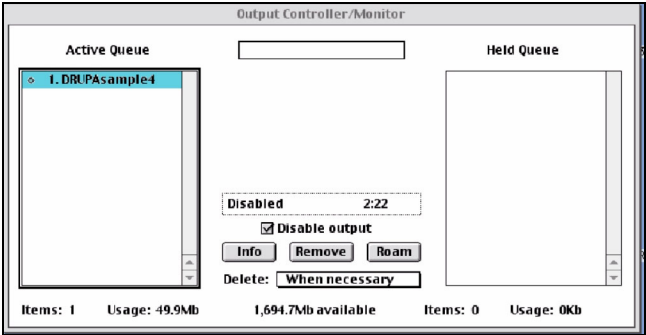 Output Controller/Monitor
Active Queue
Held Queue
1. DRUPAsample4
Disabled 2:22
Disable output
Info Remove Roam
Delete: When necessary
Items: 1 Usage: 49.9Mb 1,694.7Mb available Items: 0 Usage: 0Kb